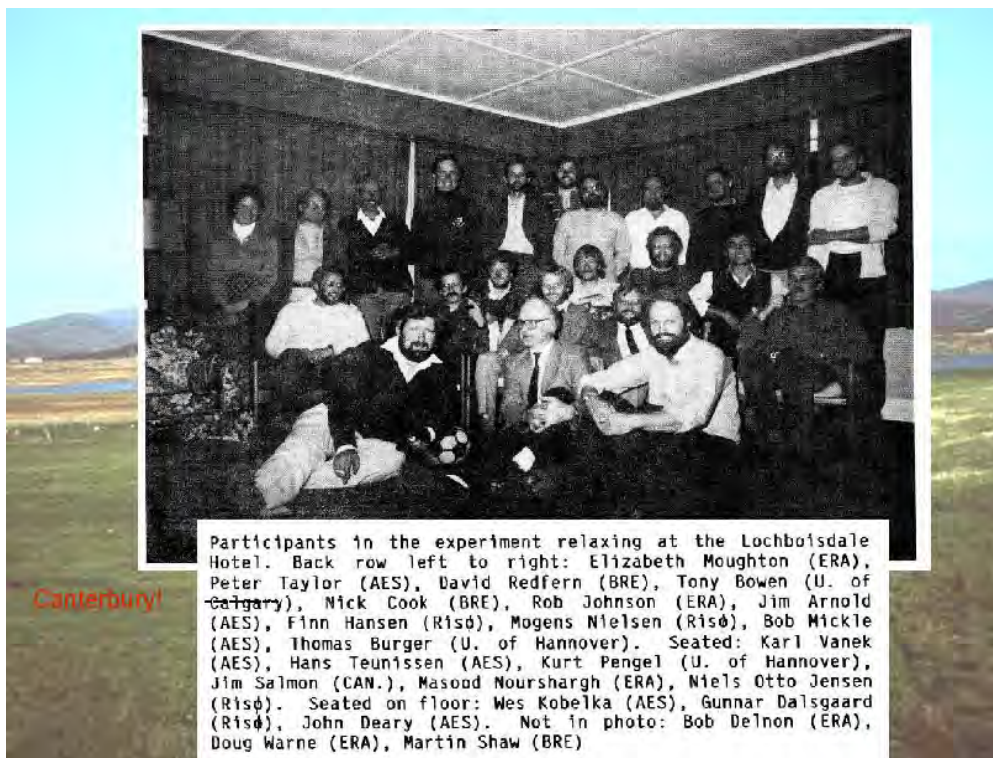 Participants in the experiment relaxing at the Lochboisdale
Hotel. Back row left to right: Elizabeth Moughton (ERA),
Peter Taylor (AES), David Redfern (BRE), Tony Bowen (U. of
Calgary), Nick Cook (BRE), Rob Johnson (ERA), Jim Arnold
(AES), Finn Hansen (Risø), Mogens Nielsen (Risø), Bob Mickle
(AES), Thomas Burger (U. of Hannover). Seated: Karl Vanek
(AES), Hans Teunissen (AES), Kurt Pengel (U. of Hannover),
Jim Salmon (CAN.), Masood Nourshargh (ERA), Niels Otto Jensen
(Risø). Seated on floor: Wes Kobelka (AES), Gunnar Dalsgaard
(Risø), John Deary (AES). Not in photo: Bob Delnon (ERA),
Doug Warne (ERA), Martin Shaw (BRE)
Canterbury!